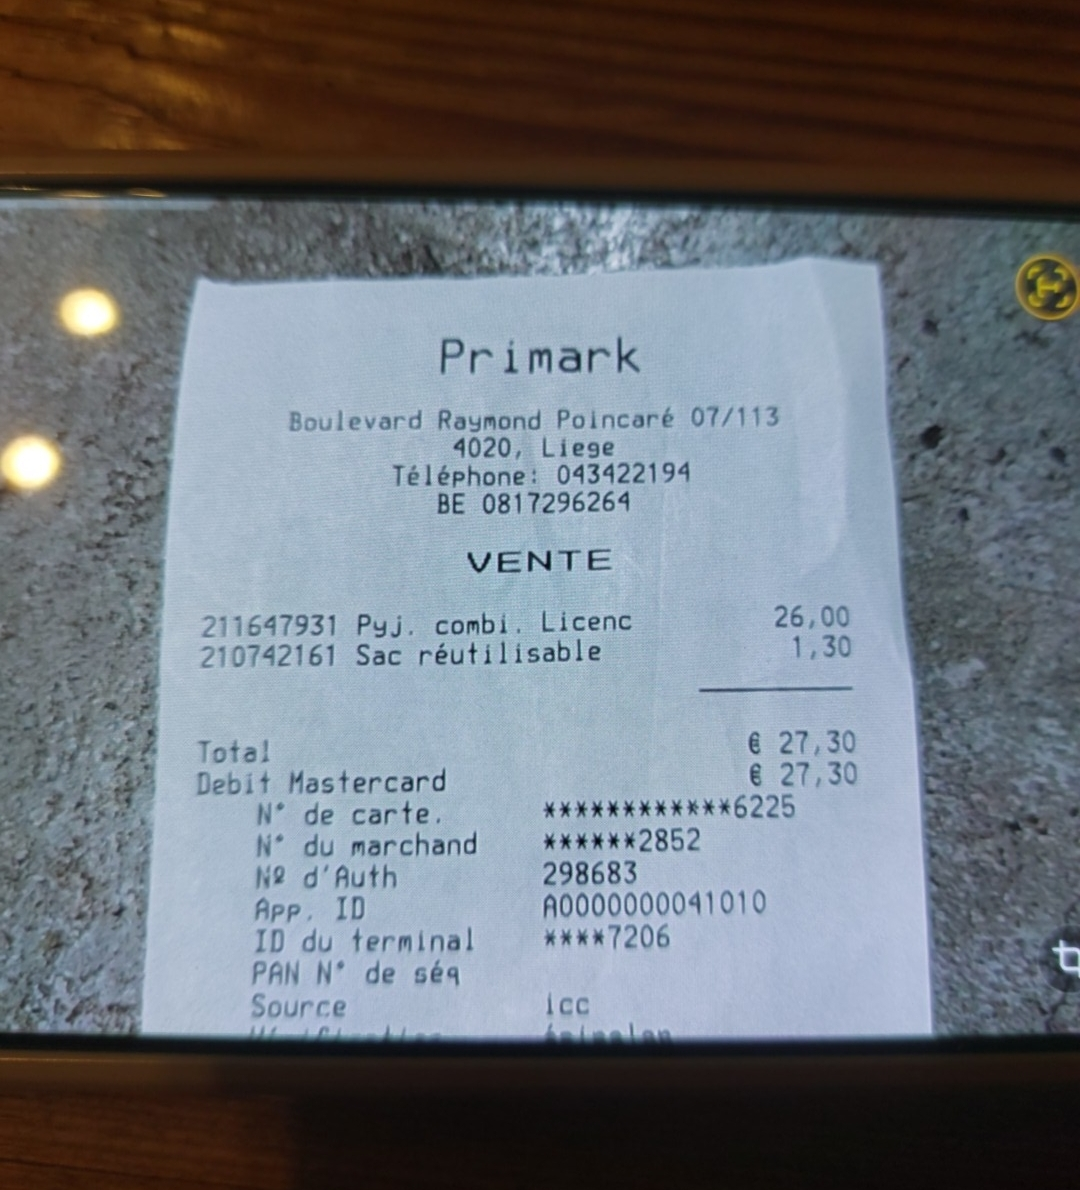 Primark
Boulevard Raymond Poincaré 07/113
4020, Liege
Téléphone: 043422194
BE 0817296264
VENTE
211647931 Pyj. combi. Licenc 26,00
210742161 Sac réutilisable 1,30
Total € 27,30
Debit Mastercard € 27,30
N° de carte. ************6225
N° du marchand ******2852
Nº d'Auth 298683
App. ID A0000000041010
ID du terminal ****7206
PAN N° de séq
Source icc